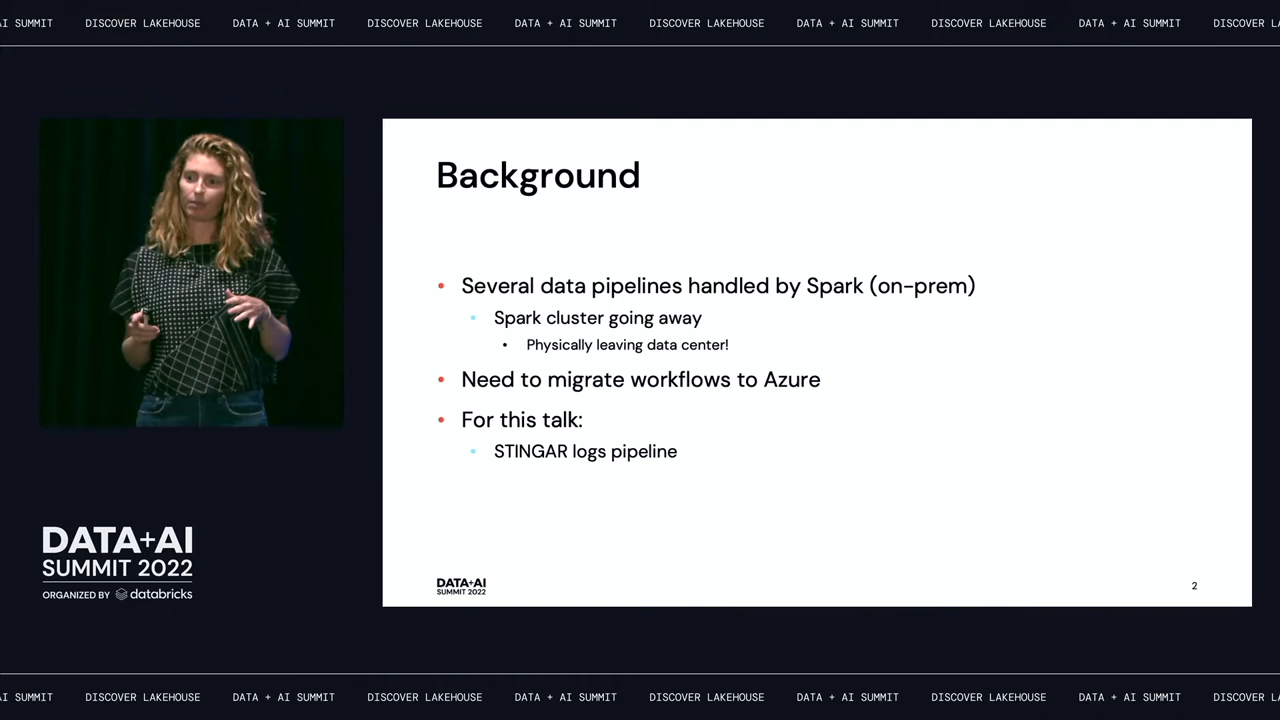 AI SUMMIT DISCOVER LAKEHOUSE DATA + AI SUMMIT DISCOVER LAKEHOUSE DATA + AI SUMMIT DISCOVER LAKEHOUSE DATA + AI SUMMIT DISCOVER LAKEHOUSE DATA + AI SUMMIT DISCOVER
Background
• Several data pipelines handled by Spark (on-prem)
• Spark cluster going away
• Physically leaving data center!
• Need to migrate workflows to Azure
• For this talk:
• STINGAR logs pipeline
DATA+AI
SUMMIT 2022
2
DATA+AI
SUMMIT 2022
ORGANIZED BY databricks
AI SUMMIT DISCOVER LAKEHOUSE DATA + AI SUMMIT DISCOVER LAKEHOUSE DATA + AI SUMMIT DISCOVER LAKEHOUSE DATA + AI SUMMIT DISCOVER LAKEHOUSE DATA + AI SUMMIT DISCOVER